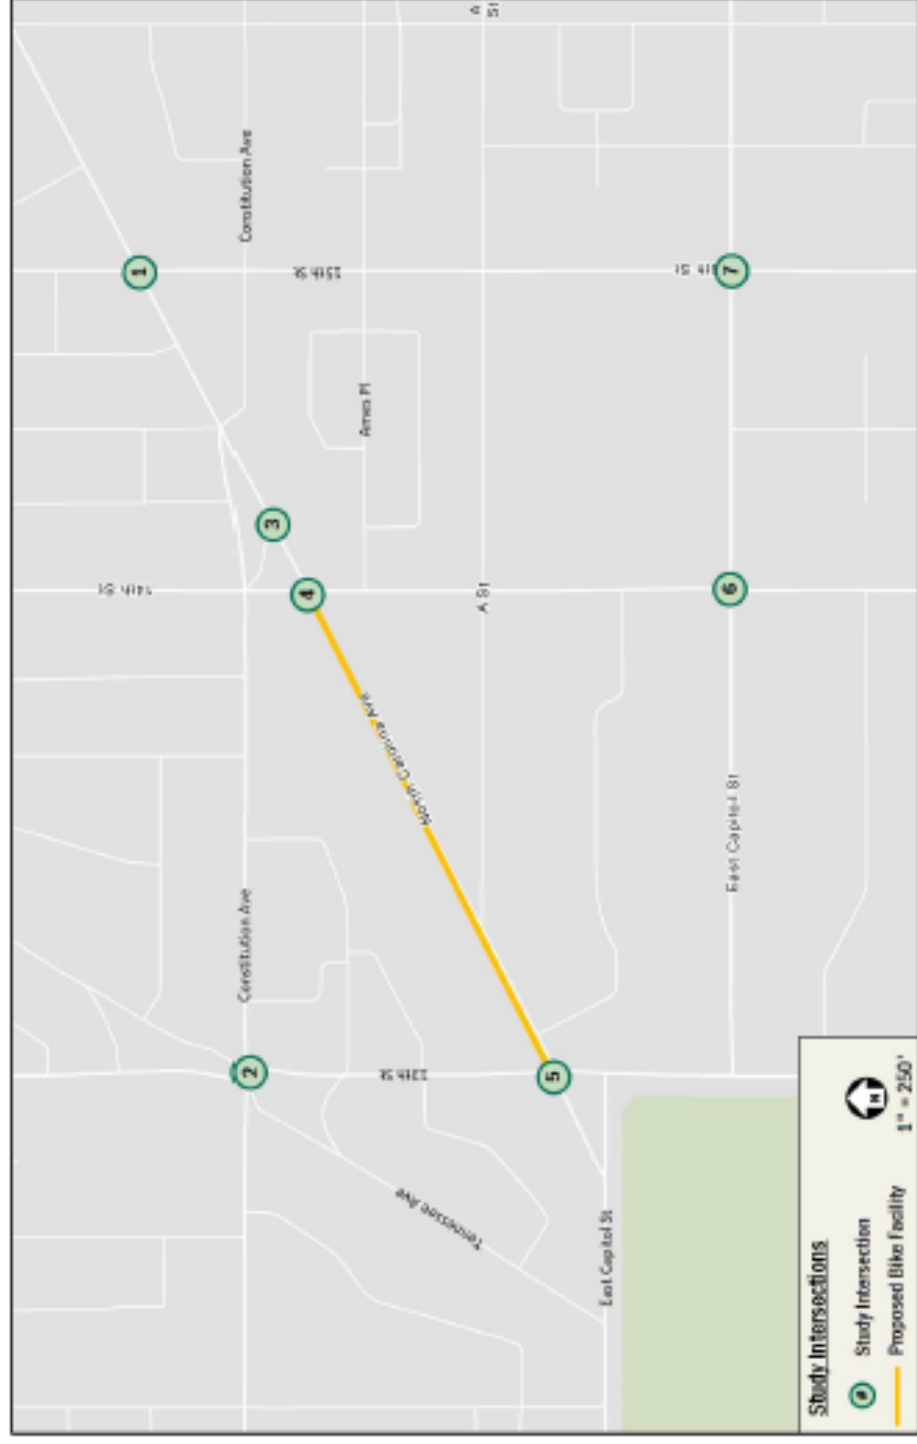 A St
Constitution Ave
1
15th St
7
Ames Pl
3
14th St
4
A St
6
North Carolina Ave
East Capitol St
Constitution Ave
2
13th St
5
Tennessee Ave
East Capitol St
Study Intersections
# Study Intersection
Proposed Bike Facility
N
1" = 250'